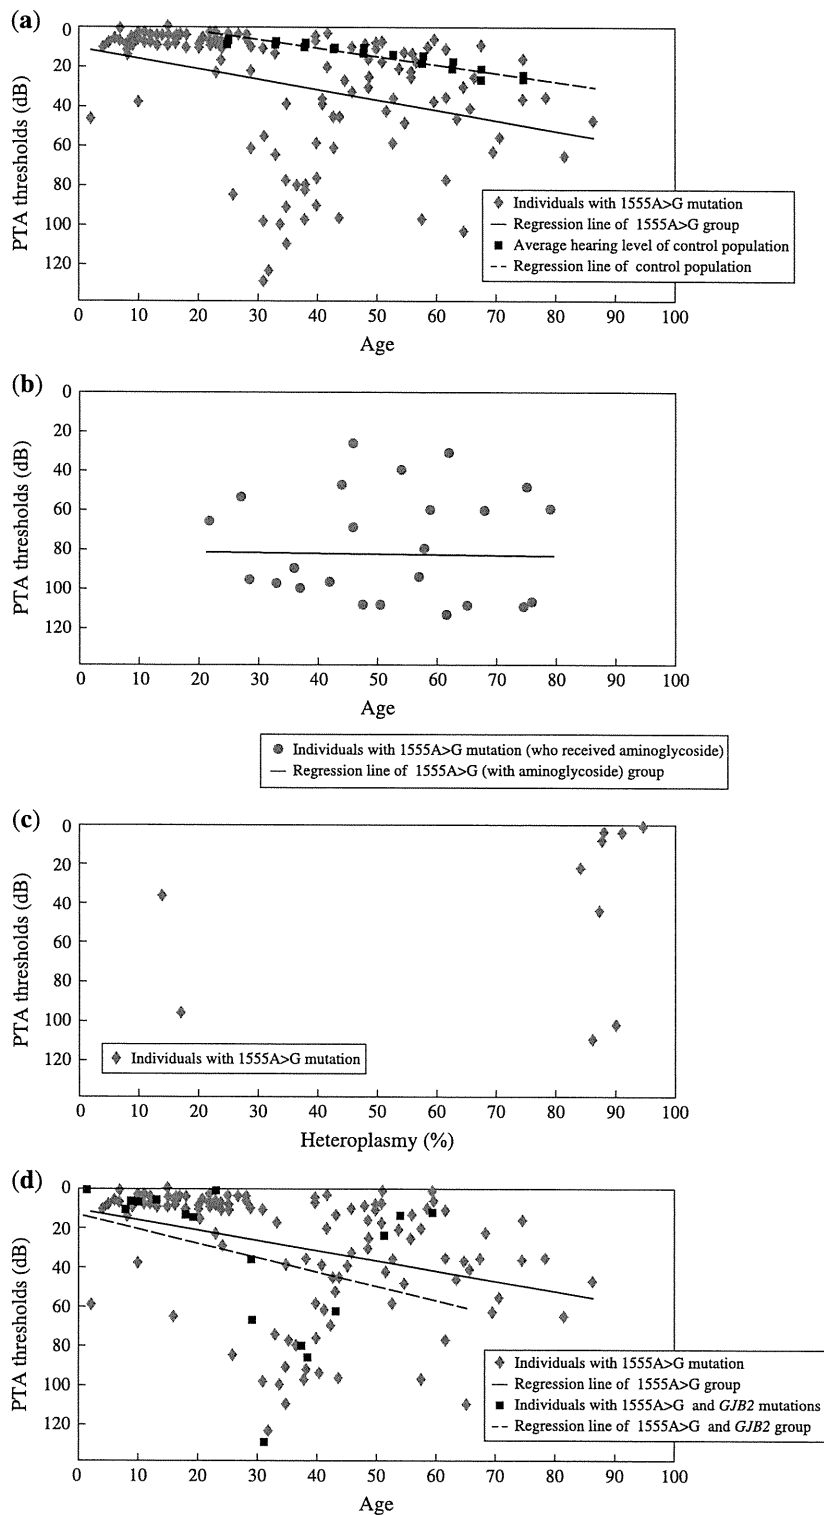 (a)
0
20
40
60
80
100
120
PTA thresholds (dB)
0 10 20 30 40 50 60 70 80 90 100
Age
Individuals with 1555A>G mutation
Regression line of 1555A>G group
Average hearing level of control population
Regression line of control population
(b)
0
20
40
60
80
100
120
PTA thresholds (dB)
0 10 20 30 40 50 60 70 80 90 100
Age
Individuals with 1555A>G mutation (who received aminoglycoside)
Regression line of 1555A>G (with aminoglycoside) group
(c)
0
20
40
60
80
100
120
PTA thresholds (dB)
Individuals with 1555A>G mutation
0 10 20 30 40 50 60 70 80 90 100
Heteroplasmy (%)
(d)
0
20
40
60
80
100
120
PTA thresholds (dB)
Individuals with 1555A>G mutation
Regression line of 1555A>G group
Individuals with 1555A>G and GJB2 mutations
Regression line of 1555A>G and GJB2 group
0 10 20 30 40 50 60 70 80 90 100
Age